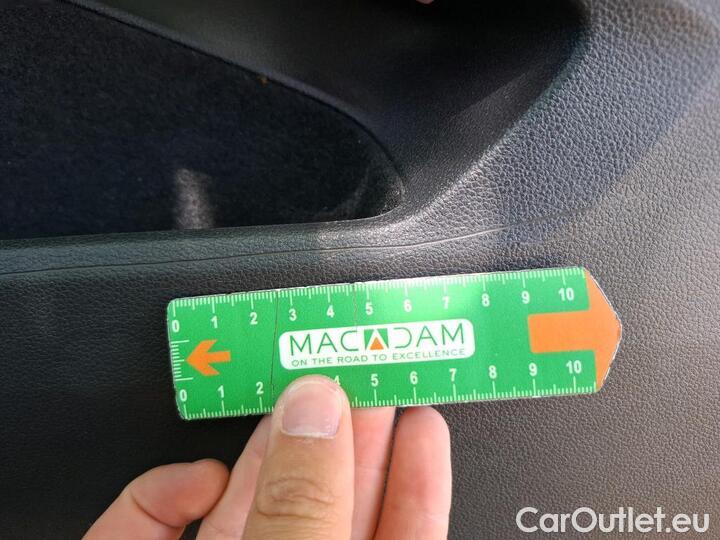 0 1 2 3 4 5 6 7 8 9 10
MACADAM
ON THE ROAD TO EXCELLENCE
0 1 2 4 5 6 7 8 9 10
CarOutlet.eu